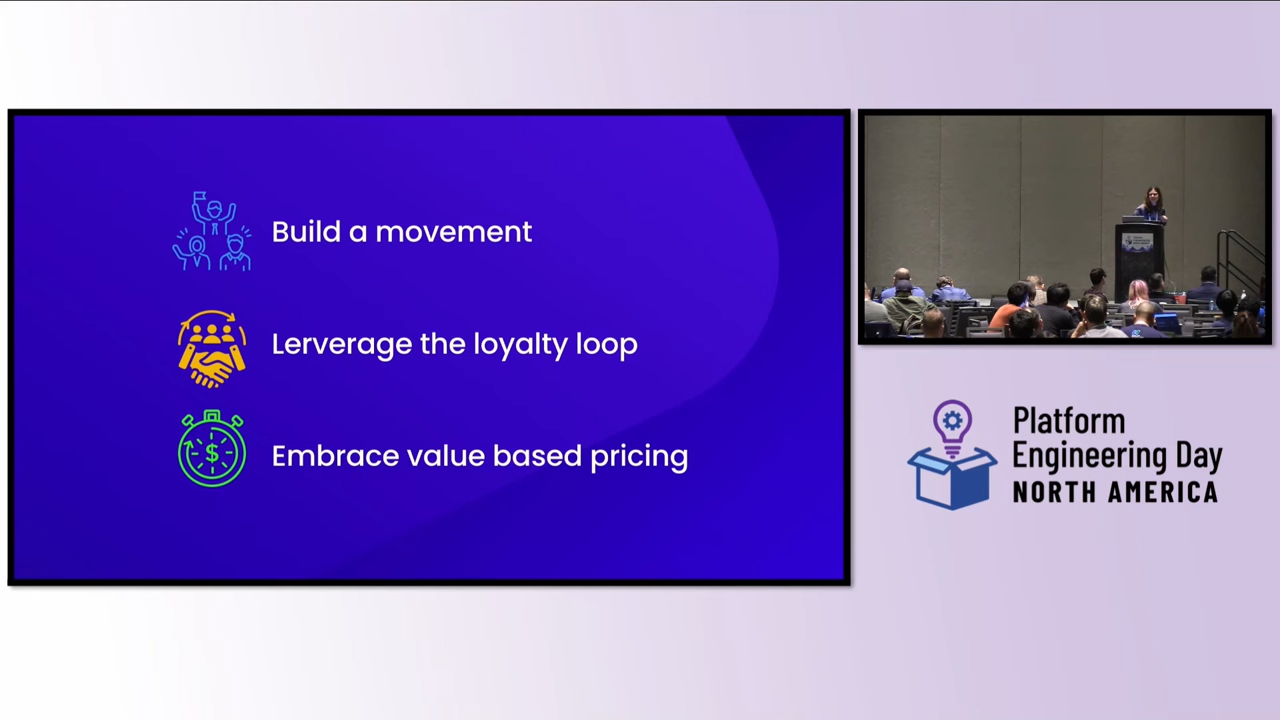 Build a movement
Lerverage the loyalty loop
Embrace value based pricing
Platform
Engineering Day
NORTH AMERICA